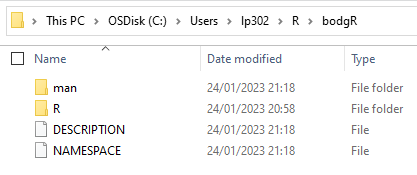 This PC > OSDisk (C:) > Users > lp302 > R > bodgR
Name Date modified Type
man 24/01/2023 21:18 File folder
R 24/01/2023 20:58 File folder
DESCRIPTION 24/01/2023 21:18 File
NAMESPACE 24/01/2023 21:18 File